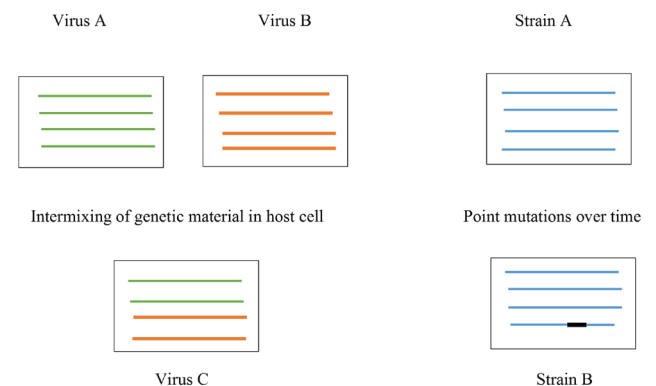 Virus A
Virus B
Strain A
Intermixing of genetic material in host cell
Point mutations over time
Virus C
Strain B